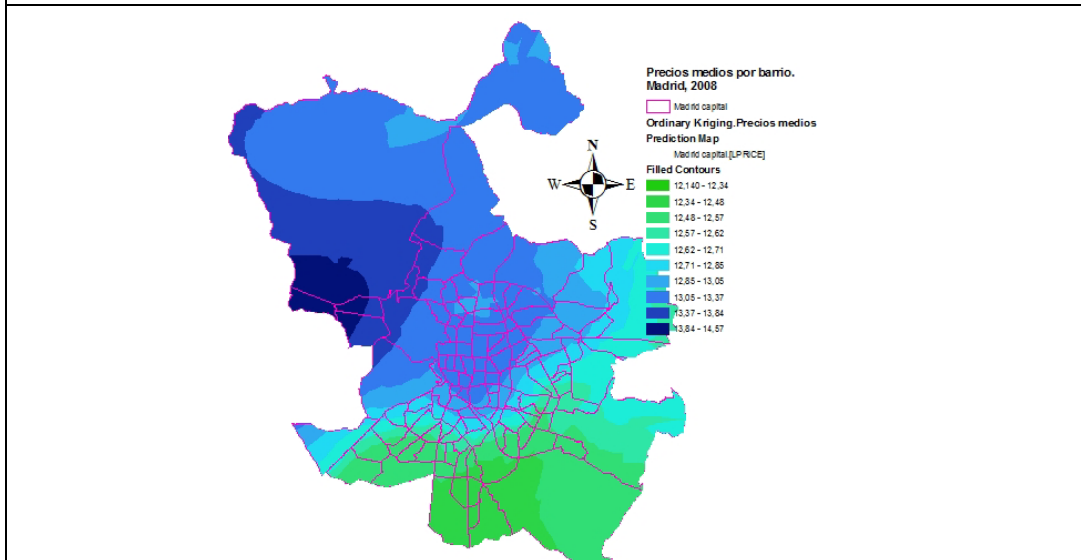 Precios medios por barrio.
Madrid, 2008
Madrid capital
Ordinary Kriging.Precios medios
Prediction Map
Madrid capital.[LPRICE]
Filled Contours
12,140 - 12,34
12,34 - 12,48
12,48 - 12,57
12,57 - 12,62
12,62 - 12,71
12,71 - 12,85
12,85 - 13,05
13,05 - 13,37
13,37 - 13,84
13,84 - 14,57
N
W E
S